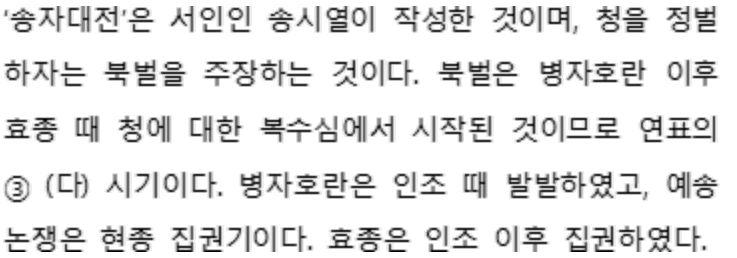 ‘송자대전’은 서인인 송시열이 작성한 것이며, 청을 정벌
하자는 북벌을 주장하는 것이다. 북벌은 병자호란 이후
효종 때 청에 대한 복수심에서 시작된 것이므로 연표의
③ (다) 시기이다. 병자호란은 인조 때 발발하였고, 예송
논쟁은 현종 집권기이다. 효종은 인조 이후 집권하였다.